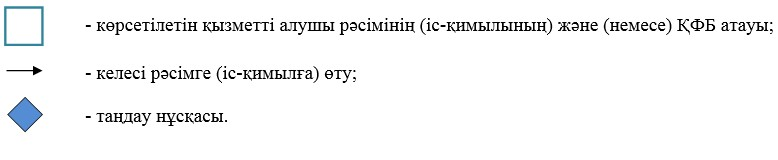 - көрсетілетін қызметті алушы рәсімінің (іс-қимылының) және (немесе) ҚФБ атауы;
- келесі рәсімге (іс-қимылға) өту;
- таңдау нұсқасы.